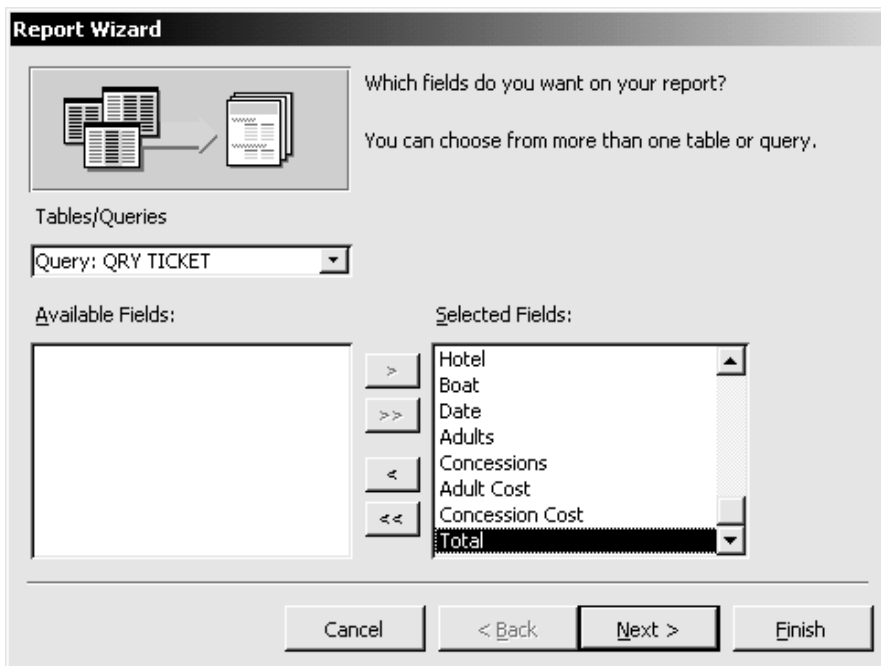 Report Wizard
Which fields do you want on your report?
You can choose from more than one table or query.
Tables/Queries
Query: QRY TICKET
Available Fields:
Selected Fields:
Hotel
Boat
Date
Adults
Concessions
Adult Cost
Concession Cost
Total
>
>>
<
<<
Cancel
< Back
Next >
Finish